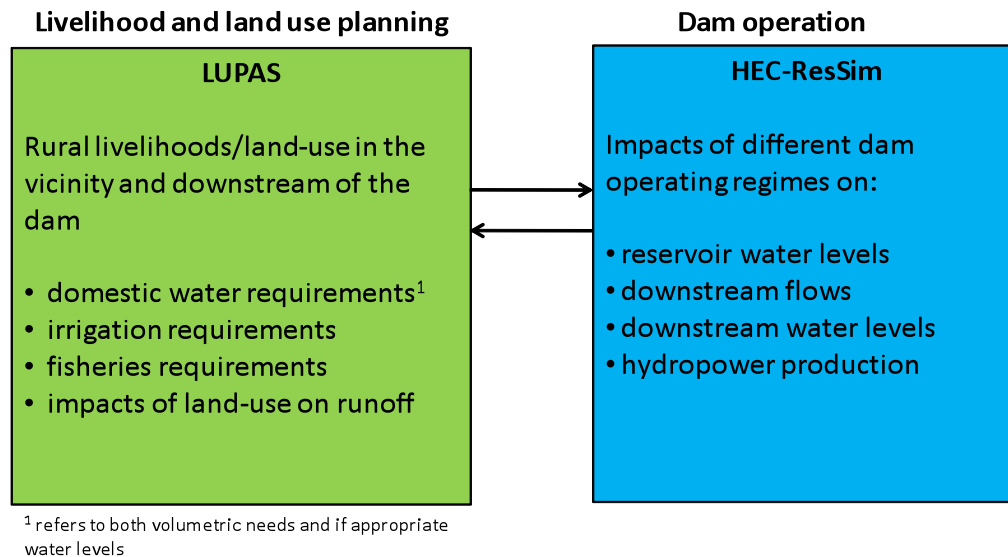 Livelihood and land use planning
LUPAS
Rural livelihoods/land-use in the
vicinity and downstream of the
dam
• domestic water requirements¹
• irrigation requirements
• fisheries requirements
• impacts of land-use on runoff
¹ refers to both volumetric needs and if appropriate
water levels
Dam operation
HEC-ResSim
Impacts of different dam
operating regimes on:
• reservoir water levels
• downstream flows
• downstream water levels
• hydropower production